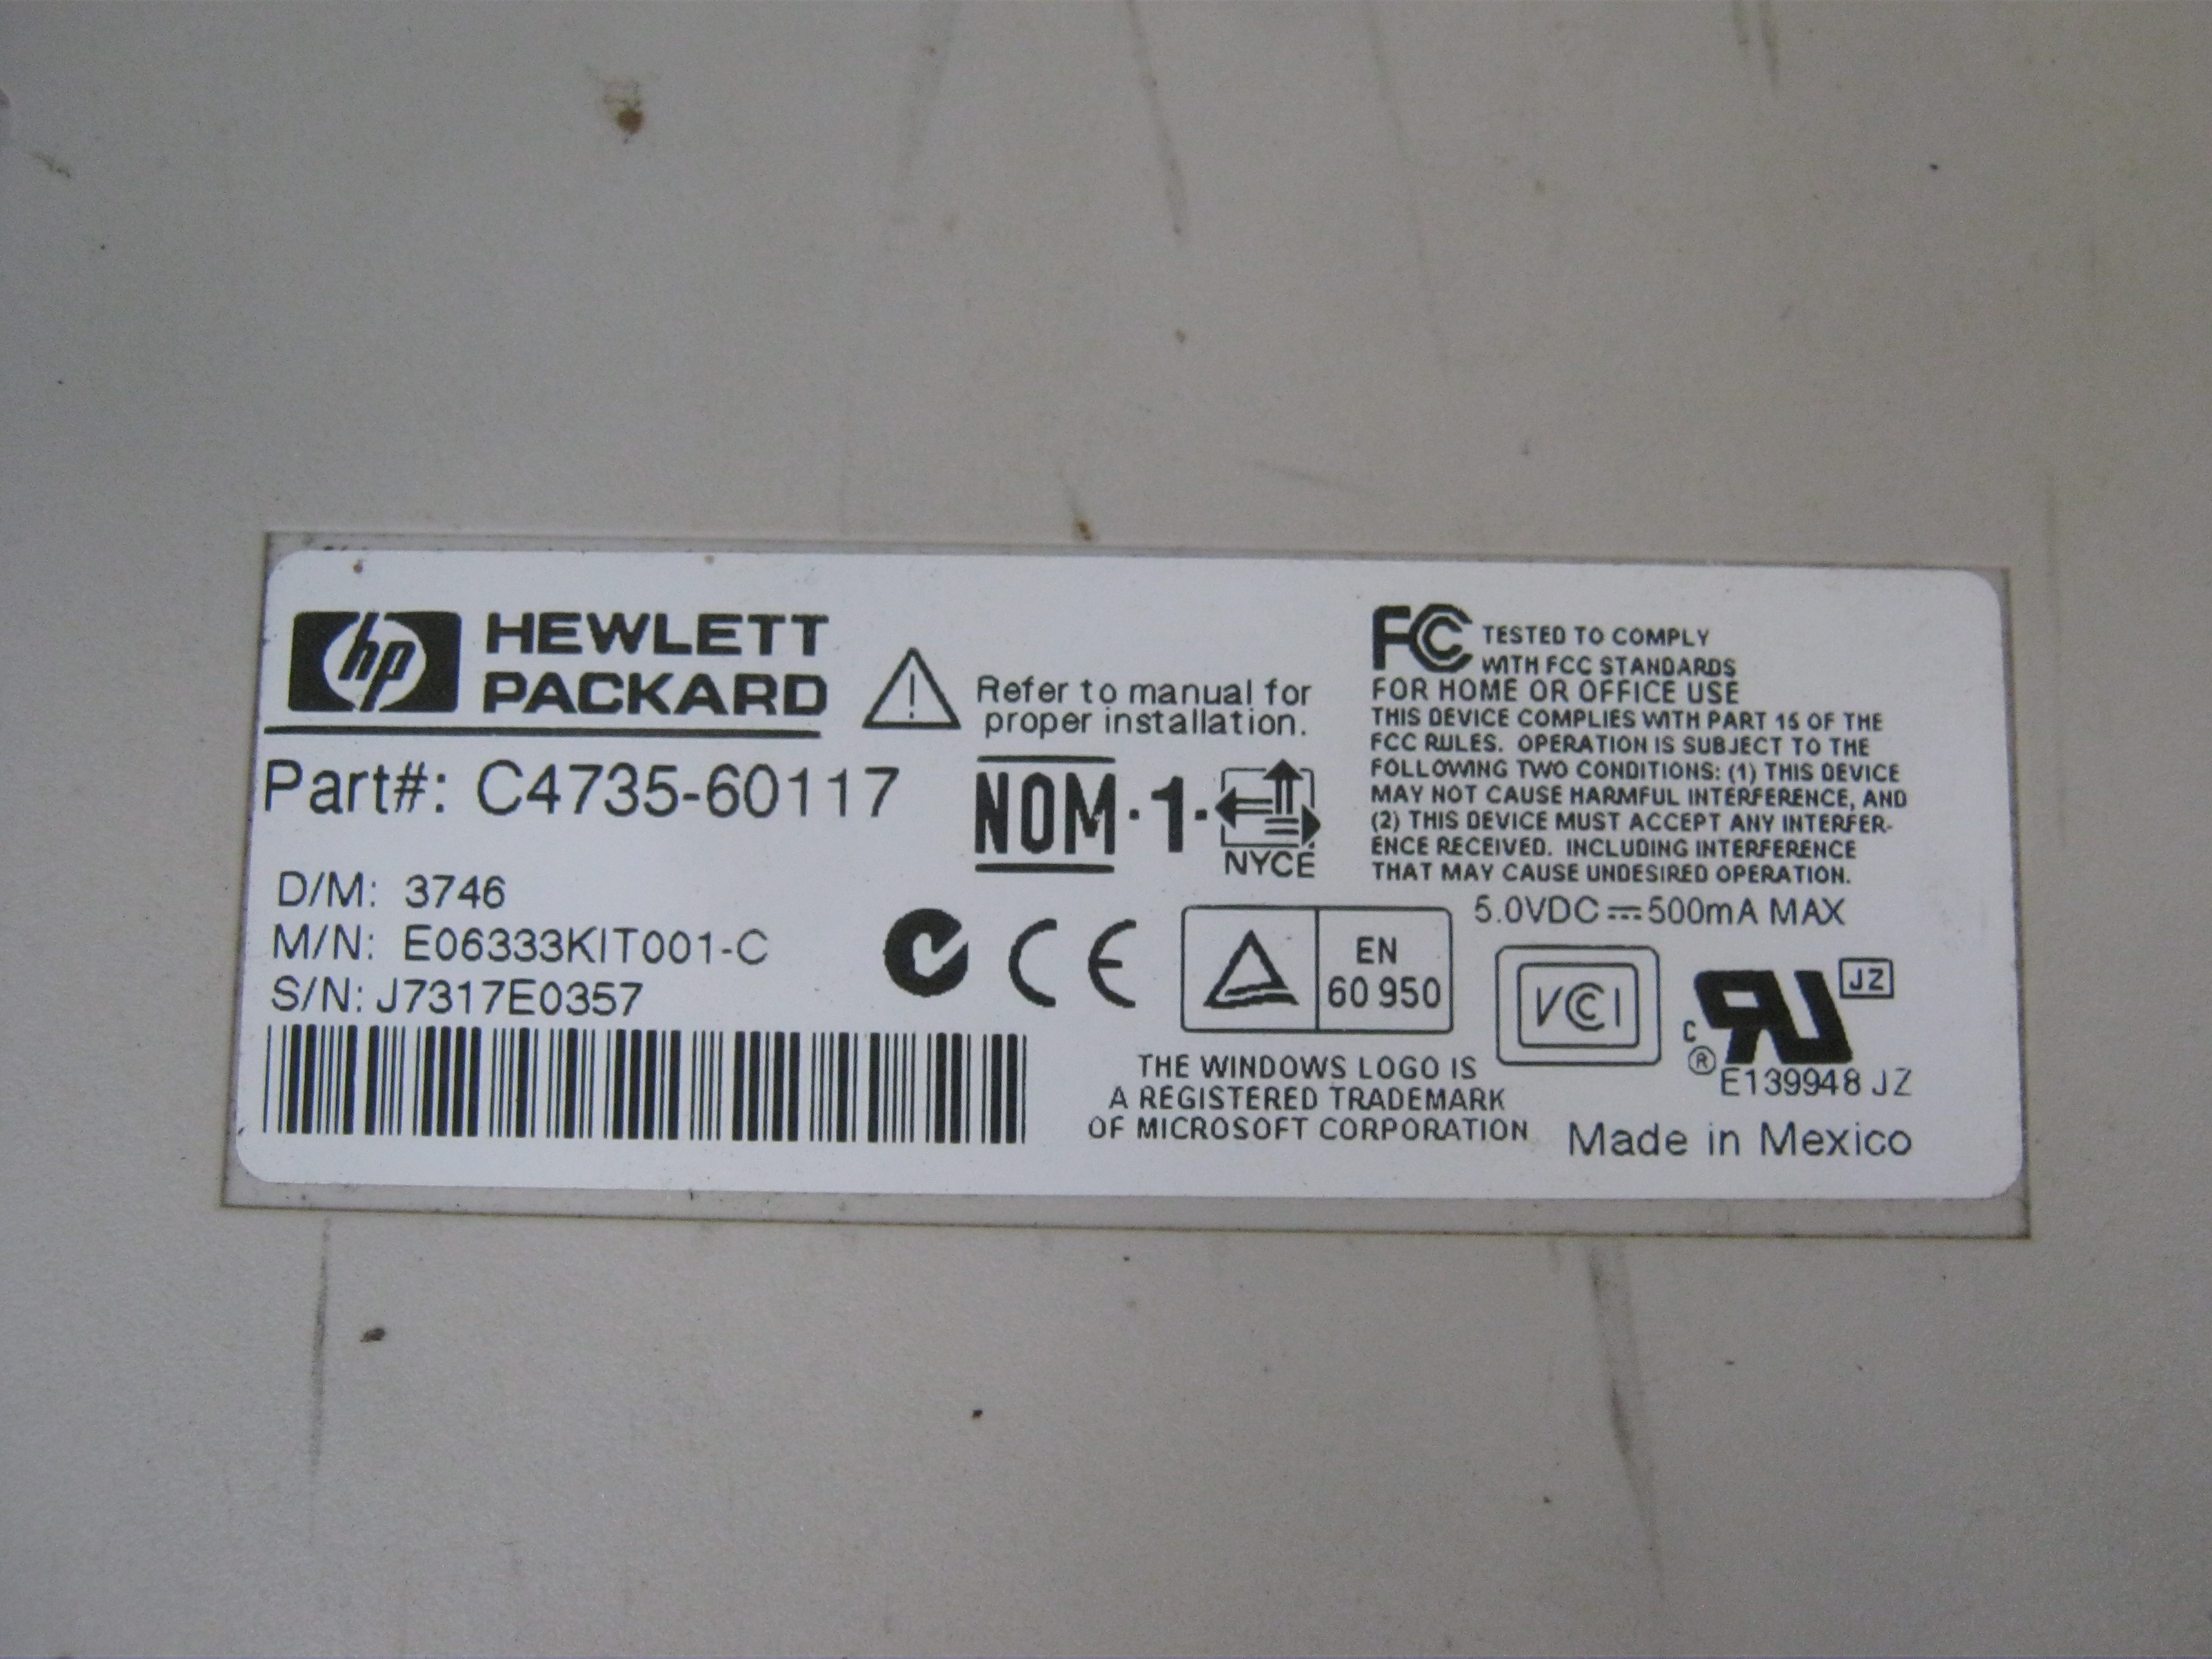 hp HEWLETT
PACKARD
Part#: C4735-60117
D/M: 3746
M/N: E06333KIT001-C
S/N: J7317E0357
Refer to manual for
proper installation.
NOM·1·
NYCE
FC TESTED TO COMPLY
WITH FCC STANDARDS
FOR HOME OR OFFICE USE
THIS DEVICE COMPLIES WITH PART 15 OF THE
FCC RULES. OPERATION IS SUBJECT TO THE
FOLLOWING TWO CONDITIONS: (1) THIS DEVICE
MAY NOT CAUSE HARMFUL INTERFERENCE, AND
(2) THIS DEVICE MUST ACCEPT ANY INTERFER-
ENCE RECEIVED. INCLUDING INTERFERENCE
THAT MAY CAUSE UNDESIRED OPERATION.
5.0VDC⎓500mA MAX
CE
EN
60 950
VCCI
c RU JZ
®
E139948 JZ
THE WINDOWS LOGO IS
A REGISTERED TRADEMARK
OF MICROSOFT CORPORATION
Made in Mexico